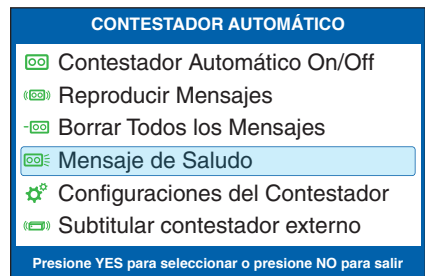 CONTESTADOR AUTOMÁTICO
Contestador Automático On/Off
Reproducir Mensajes
Borrar Todos los Mensajes
Mensaje de Saludo
Configuraciones del Contestador
Subtitular contestador externo
Presione YES para seleccionar o presione NO para salir